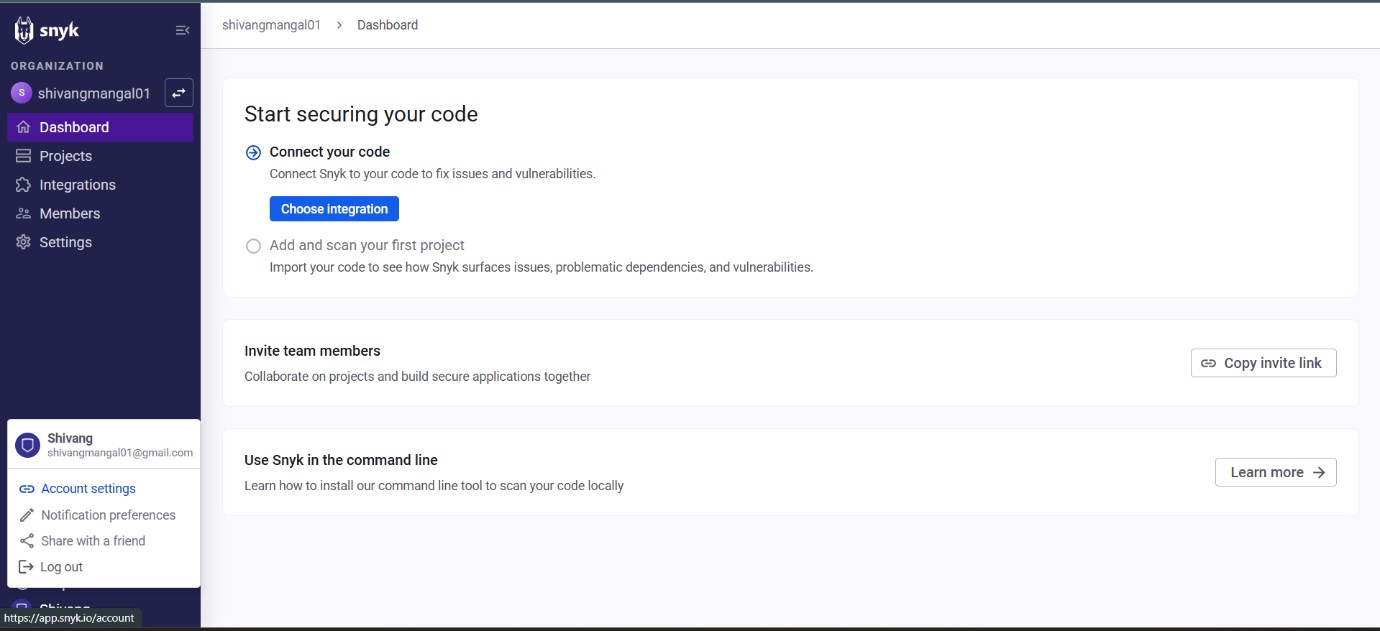 snyk
ORGANIZATION
S shivangmangal01
Dashboard
Projects
Integrations
Members
Settings
shivangmangal01 > Dashboard
Start securing your code
Connect your code
Connect Snyk to your code to fix issues and vulnerabilities.
Choose integration
Add and scan your first project
Import your code to see how Snyk surfaces issues, problematic dependencies, and vulnerabilities.
Invite team members
Collaborate on projects and build secure applications together
Copy invite link
Use Snyk in the command line
Learn how to install our command line tool to scan your code locally
Learn more
Shivang
shivangmangal01@gmail.com
Account settings
Notification preferences
Share with a friend
Log out
Shivang
https://app.snyk.io/account